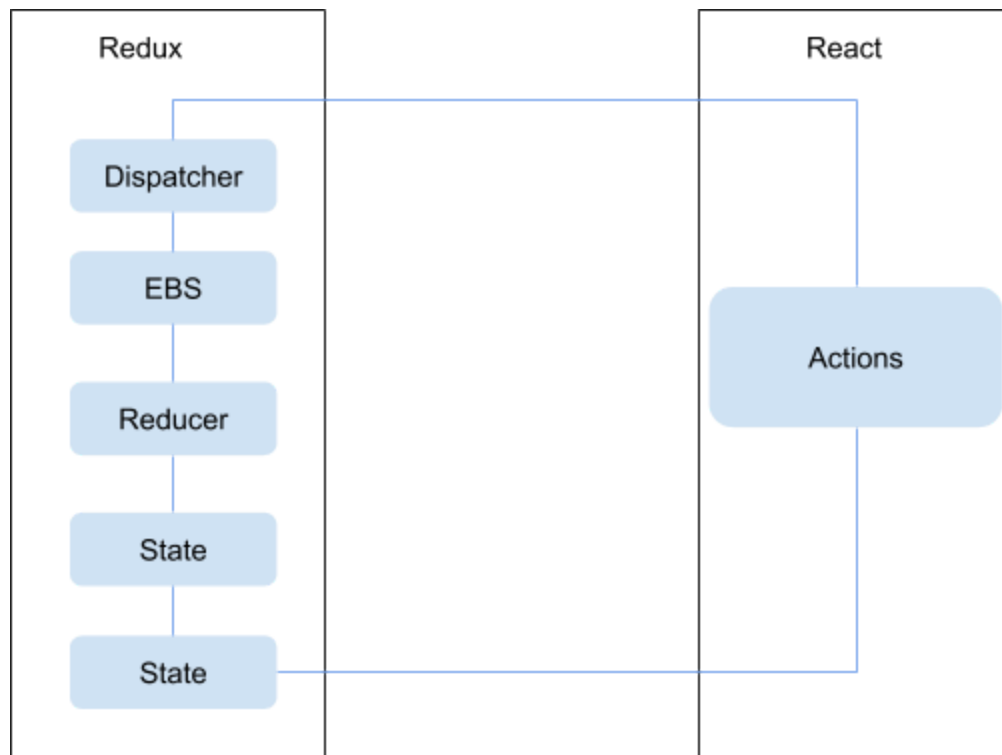 Redux
React
Dispatcher
EBS
Actions
Reducer
State
State